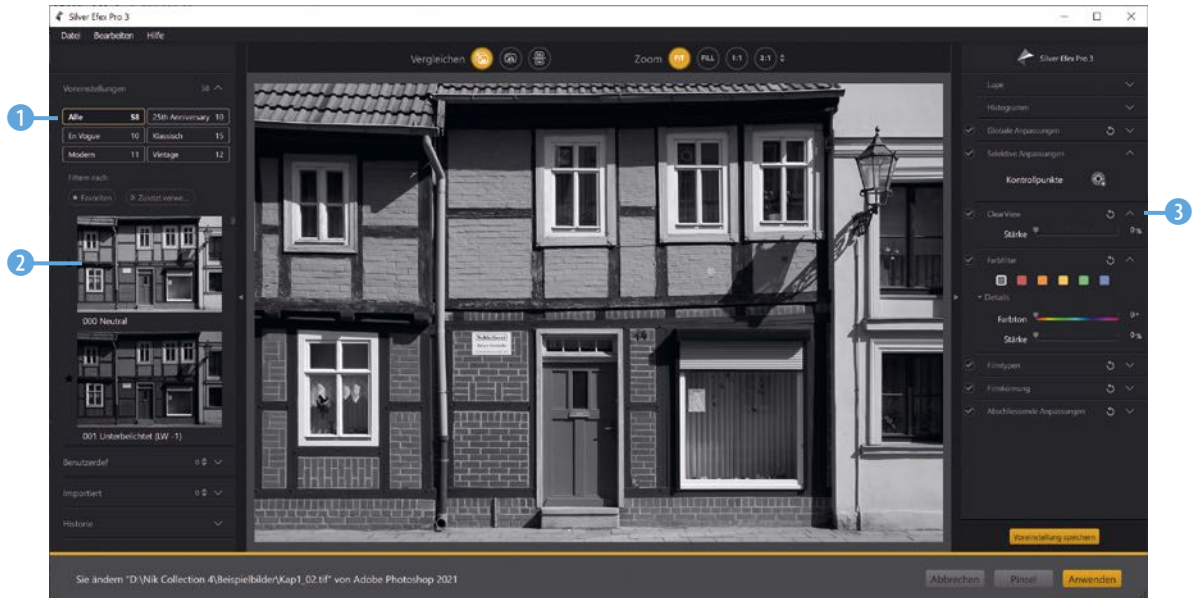 Silver Efex Pro 3
Datei Bearbeiten Hilfe
Vergleichen Zoom FIT FILL 1:1 2:1
Silver Efex Pro 3
Voreinstellungen 58
1
Alle 58 25th Anniversary 10
En Vogue 10 Klassisch 15
Modern 11 Vintage 12
Filtern nach:
★ Favoriten Zuletzt verwe...
2
000 Neutral
001 Unterbelichtet (LW -1)
Benutzerdef 0
Importiert 0
Historie
44
Lupe
Histogramm
Globale Anpassungen
Selektive Anpassungen
Kontrollpunkte
3
ClearView
Stärke 0%
Farbfilter
Details
Farbton 0°
Stärke 0%
Filmtypen
Filmkörnung
Abschliessende Anpassungen
Voreinstellung speichern
Sie ändern "D:\Nik Collection 4\Beispielbilder\Kap1_02.tif" von Adobe Photoshop 2021
Abbrechen Pinsel Anwenden